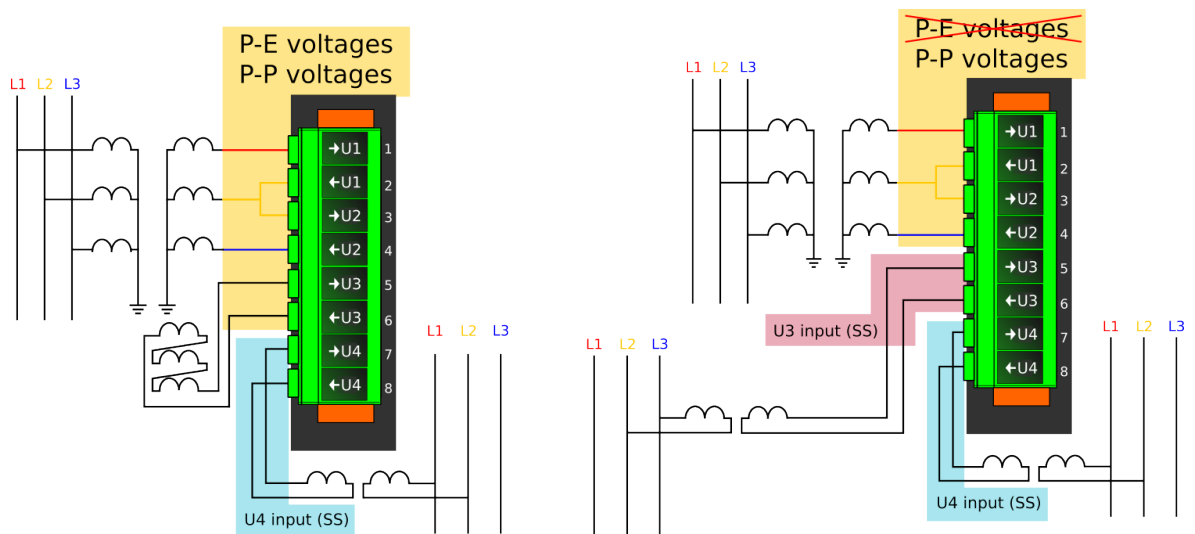 P-E voltages
P-P voltages
L1 L2 L3
→U1 1
←U1 2
→U2 3
←U2 4
→U3 5
←U3 6
→U4 7
←U4 8
L1 L2 L3
U4 input (SS)
P-E voltages
P-P voltages
L1 L2 L3
→U1 1
←U1 2
→U2 3
←U2 4
→U3 5
←U3 6
→U4 7
←U4 8
U3 input (SS)
L1 L2 L3
L1 L2 L3
U4 input (SS)